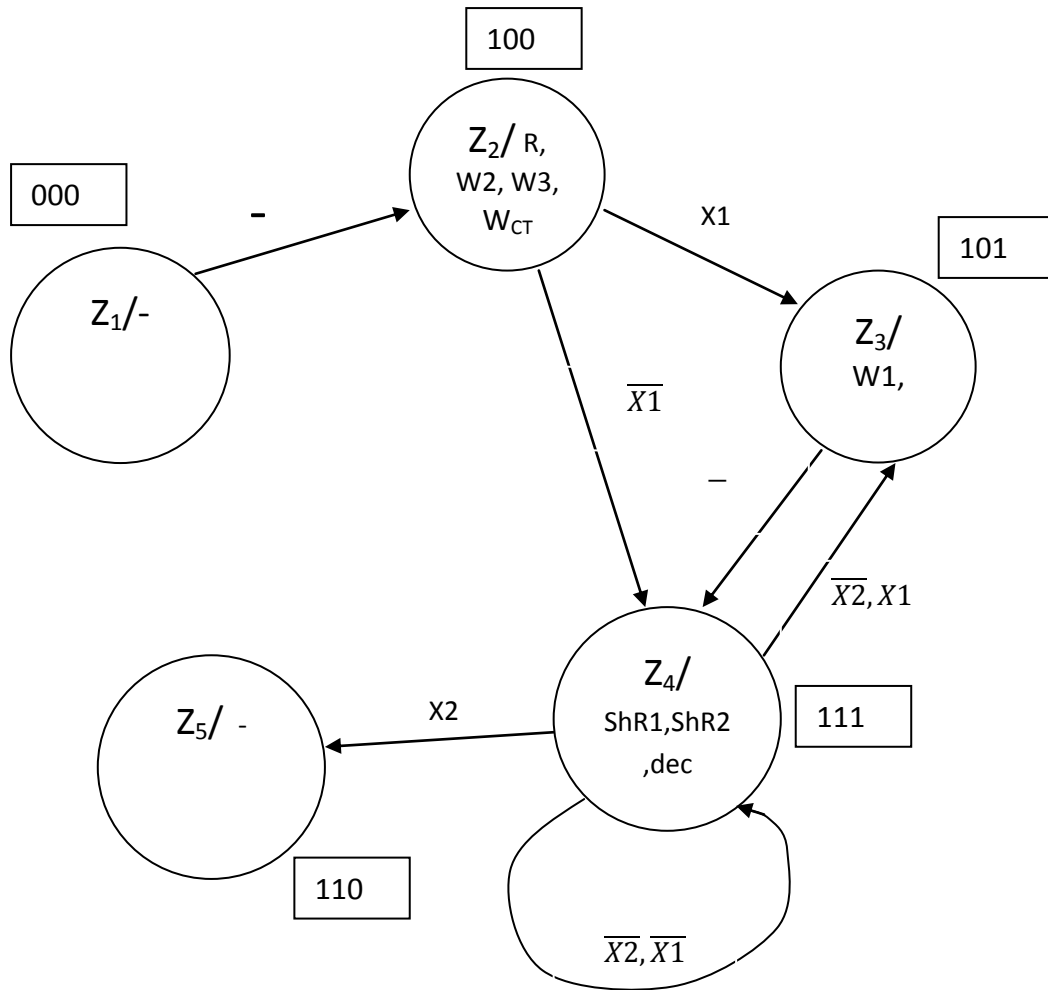 100
Z₂/ R,
W2, W3,
W_CT
000
-
X1
101
Z₁/-
Z₃/
W1,
X̅1̅
–
X̅2̅, X1
Z₄/
ShR1,ShR2
,dec
111
Z₅/ -
X2
110
X̅2̅, X̅1̅